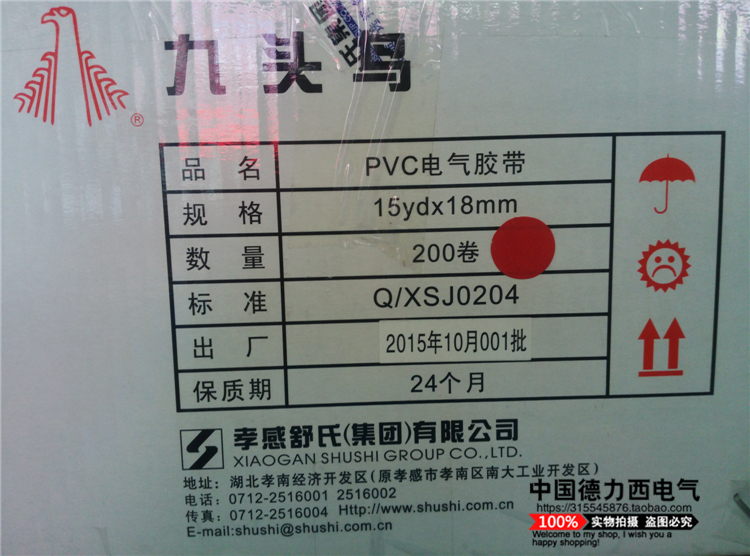 九头鸟
®
品名 PVC电气胶带
规格 15ydx18mm
数量 200卷
标准 Q/XSJ0204
出厂 2015年10月001批
保质期 24个月
孝感舒氏(集团)有限公司
XIAOGAN SHUSHI GROUP CO.,LTD.
地址: 湖北孝南经济开发区(原孝感市孝南区南大工业开发区)
电话: 0712-2516001 2516002
传真: 0712-2516004 Http://www.shushi.com.cn
E-mail:shushi@shushi.com.cn
中国德力西电气
https://315545876.taobao.com
100% 实物拍摄 盗图必究
Welcome to my shop, I wish you a
happy shopping!